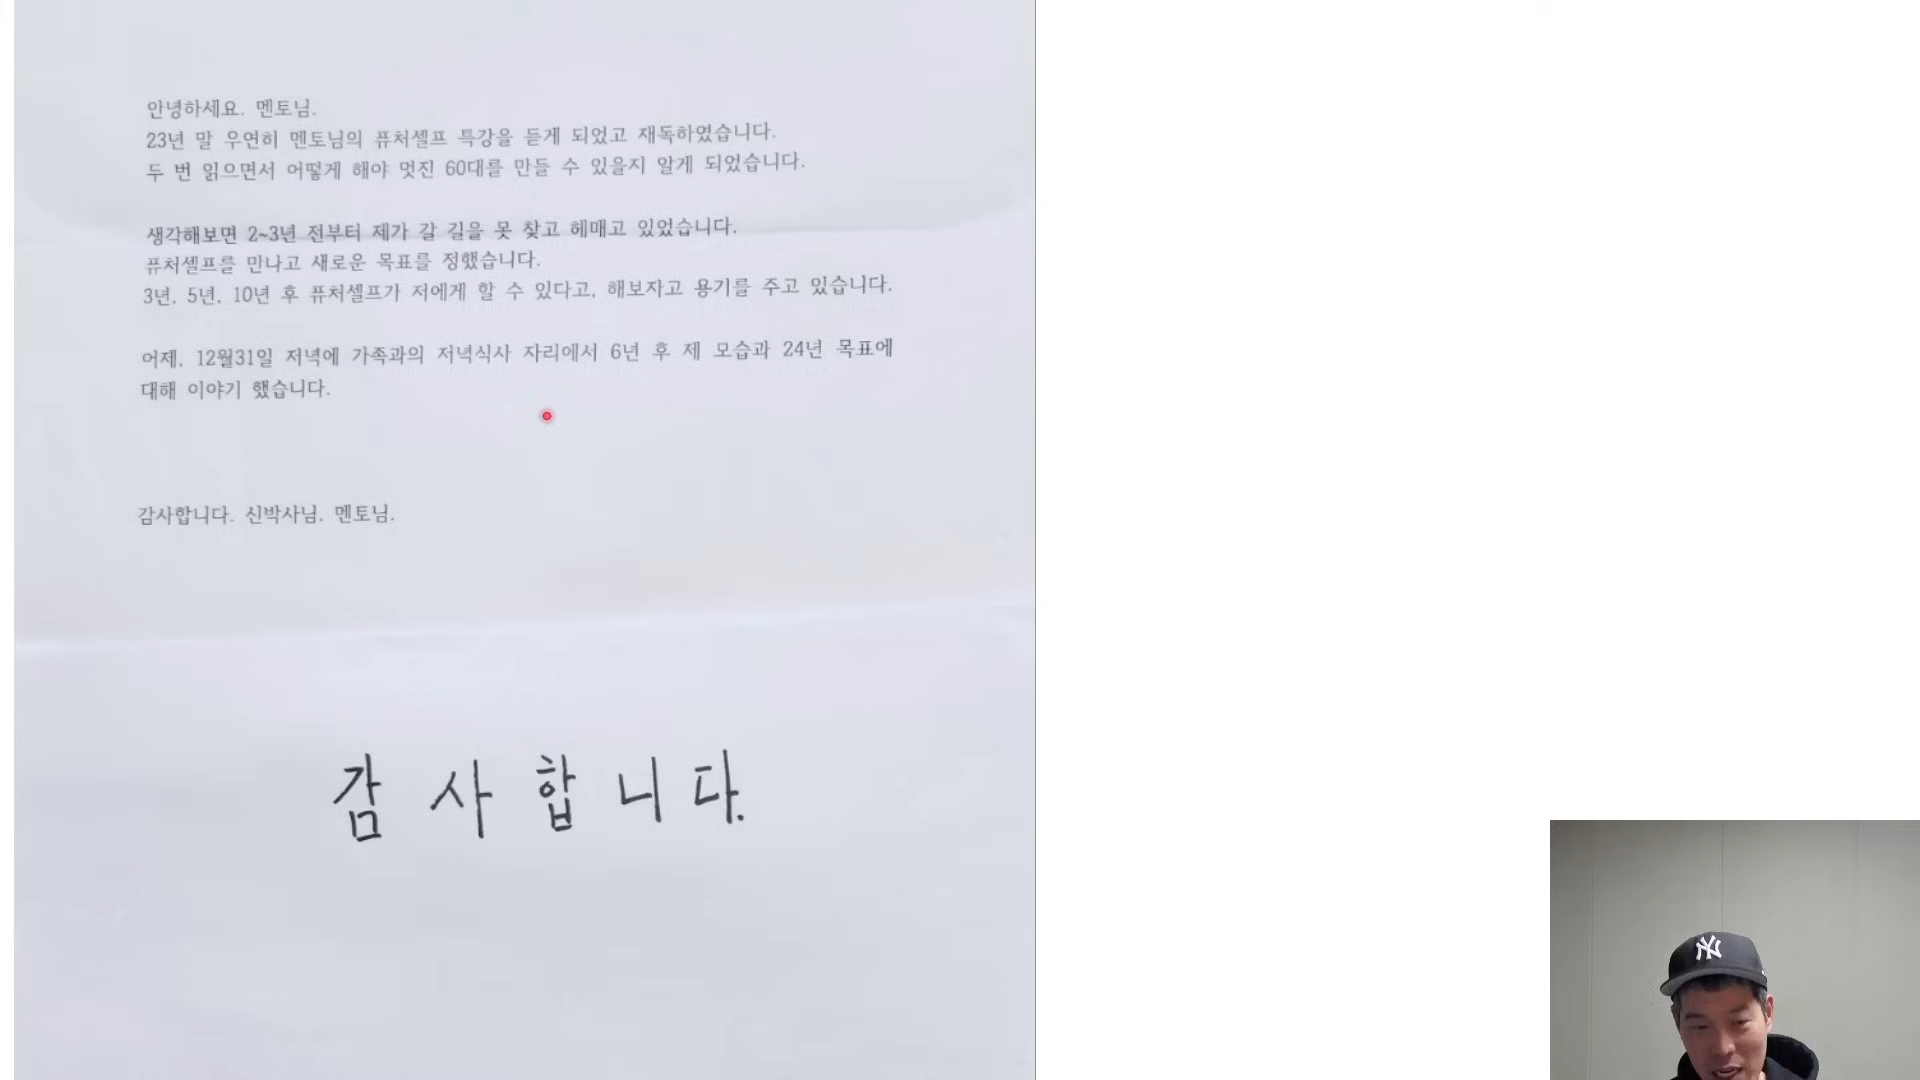 안녕하세요. 멘토님.
23년 말 우연히 멘토님의 퓨처셀프 특강을 듣게 되었고 재독하였습니다.
두 번 읽으면서 어떻게 해야 멋진 60대를 만들 수 있을지 알게 되었습니다.
생각해보면 2~3년 전부터 제가 갈 길을 못 찾고 헤매고 있었습니다.
퓨처셀프를 만나고 새로운 목표를 정했습니다.
3년, 5년, 10년 후 퓨처셀프가 저에게 할 수 있다고, 해보자고 용기를 주고 있습니다.
어제, 12월31일 저녁에 가족과의 저녁식사 자리에서 6년 후 제 모습과 24년 목표에
대해 이야기 했습니다.
감사합니다. 신박사님. 멘토님.
감사합니다.
NY